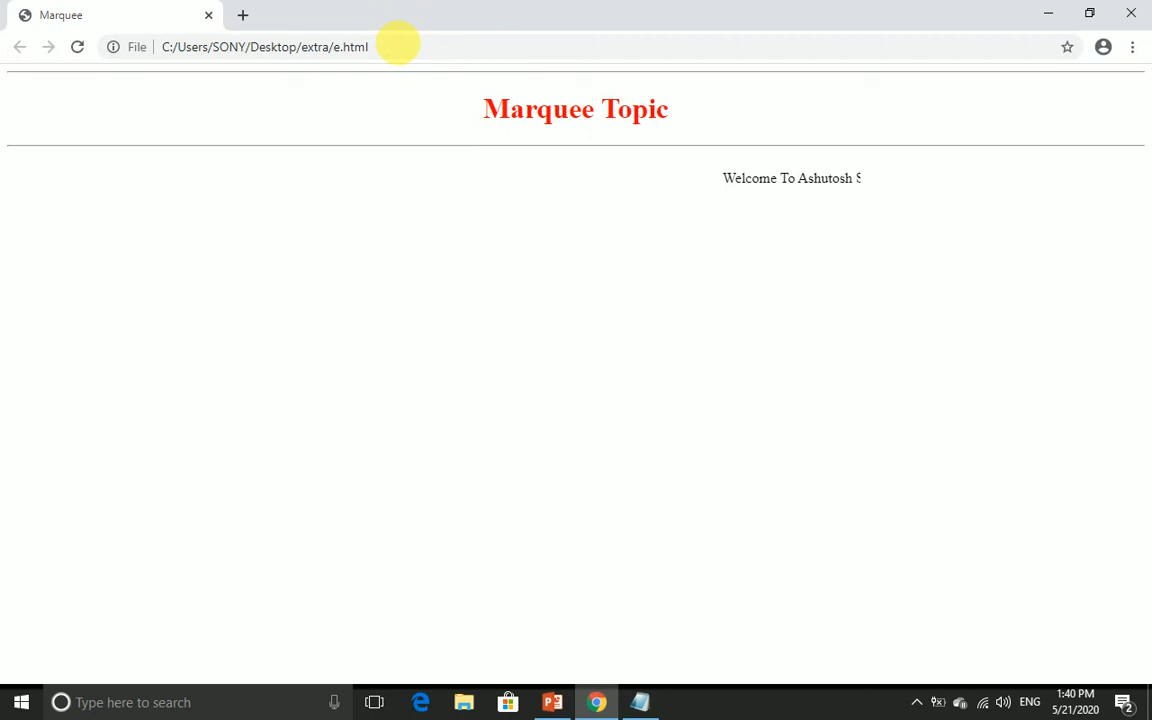 Marquee
File C:/Users/SONY/Desktop/extra/e.html
Marquee Topic
Welcome To Ashutosh S
Type here to search
ENG
1:40 PM
5/21/2020
2